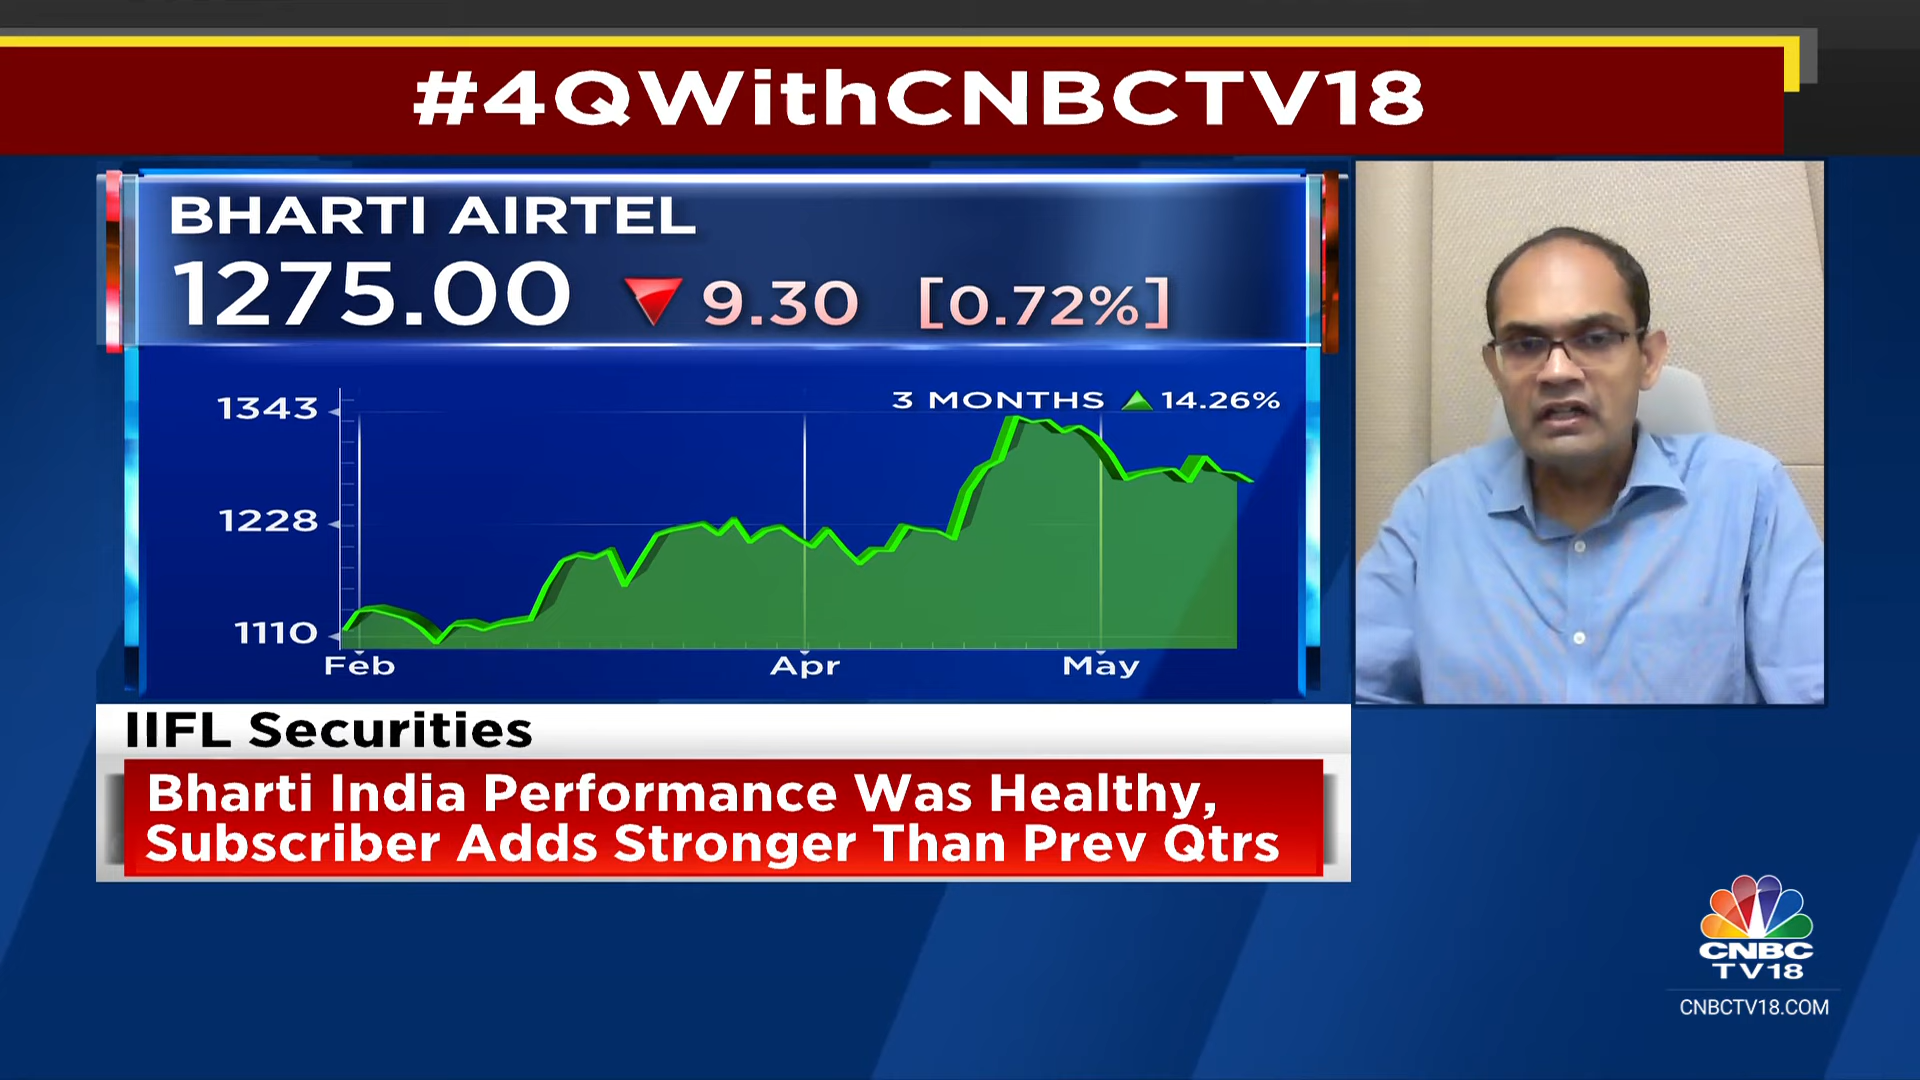 #4QWithCNBCTV18
BHARTI AIRTEL
1275.00 ▼ 9.30 [0.72%]
3 MONTHS ▲ 14.26%
1343
1228
1110
Feb Apr May
IIFL Securities
Bharti India Performance Was Healthy,
Subscriber Adds Stronger Than Prev Qtrs
CNBC
TV18
CNBCTV18.COM